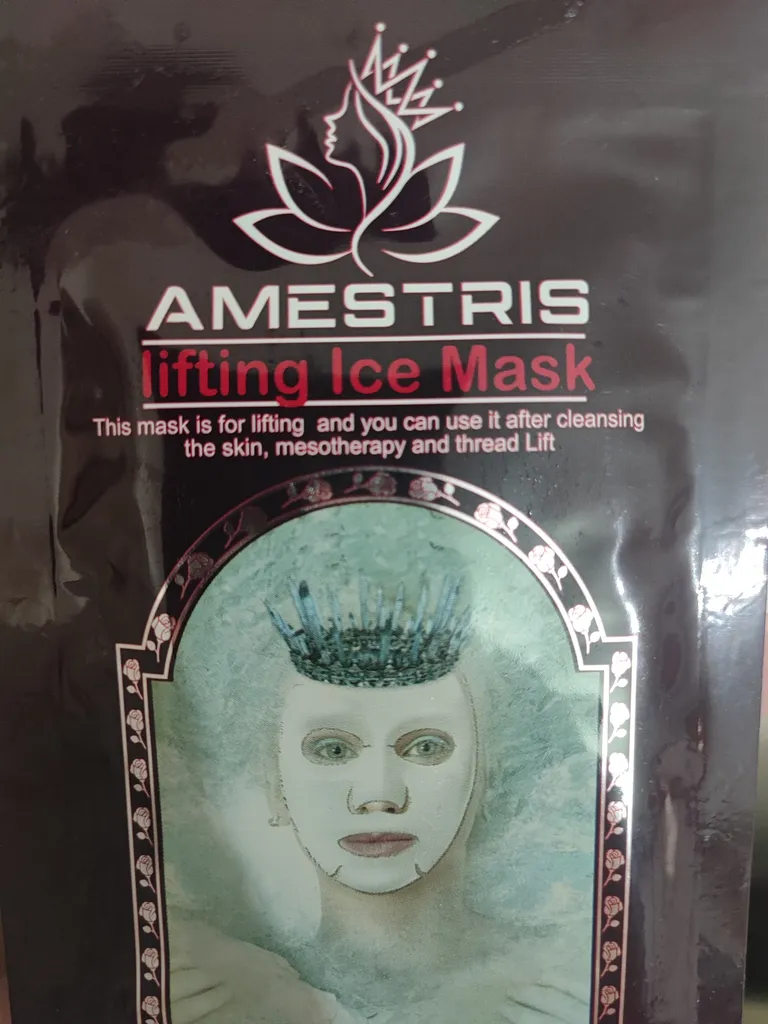 AMESTRIS
lifting Ice Mask
This mask is for lifting and you can use it after cleansing
the skin, mesotherapy and thread Lift